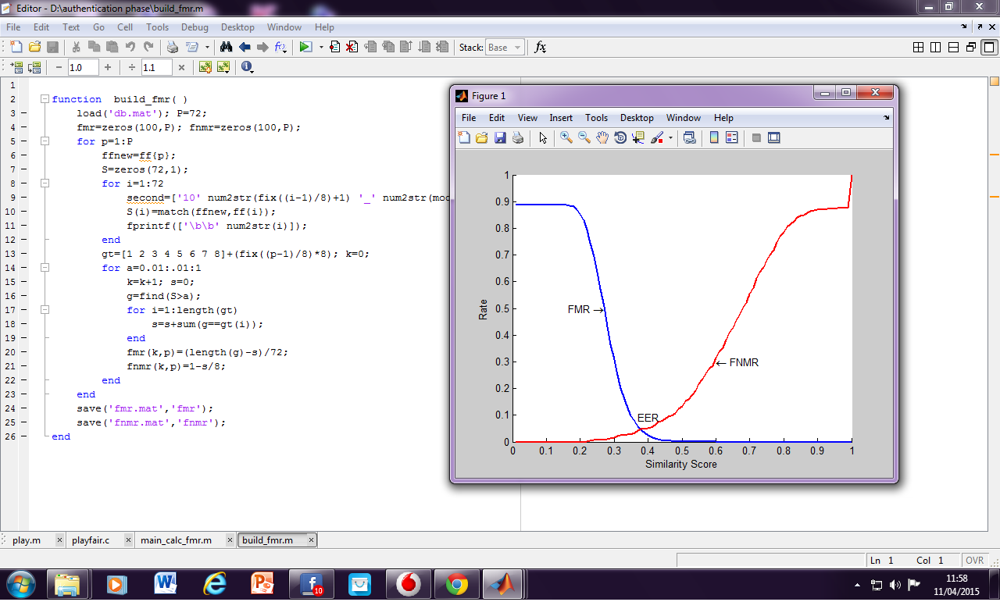 Editor - D:\authentication phase\build_fmr.m
File Edit Text Go Cell Tools Debug Desktop Window Help
Stack: Base fx
1.0 1.1
1
2 function build_fmr( )
3 load('db.mat'); P=72;
4 fmr=zeros(100,P); fnmr=zeros(100,P);
5 for p=1:P
6 ffnew=ff{p};
7 S=zeros(72,1);
8 for i=1:72
9 second=['10' num2str(fix((i-1)/8)+1) '_' num2str(mod
10 S(i)=match(ffnew,ff{i});
11 fprintf(['\b\b' num2str(i)]);
12 end
13 gt=[1 2 3 4 5 6 7 8]+(fix((p-1)/8)*8); k=0;
14 for a=0.01:.01:1
15 k=k+1; s=0;
16 g=find(S>a);
17 for i=1:length(gt)
18 s=s+sum(g==gt(i));
19 end
20 fmr(k,p)=(length(g)-s)/72;
21 fnmr(k,p)=1-s/8;
22 end
23 end
24 save('fmr.mat','fmr');
25 save('fnmr.mat','fnmr');
26 end
Figure 1
File Edit View Insert Tools Desktop Window Help
1
0.9
0.8
0.7
0.6
0.5
0.4
0.3
0.2
0.1
0
Rate
FMR →
← FNMR
EER
0 0.1 0.2 0.3 0.4 0.5 0.6 0.7 0.8 0.9 1
Similarity Score
play.m playfair.c main_calc_fmr.m build_fmr.m
Ln 1 Col 1 OVR
10
11:58
11/04/2015